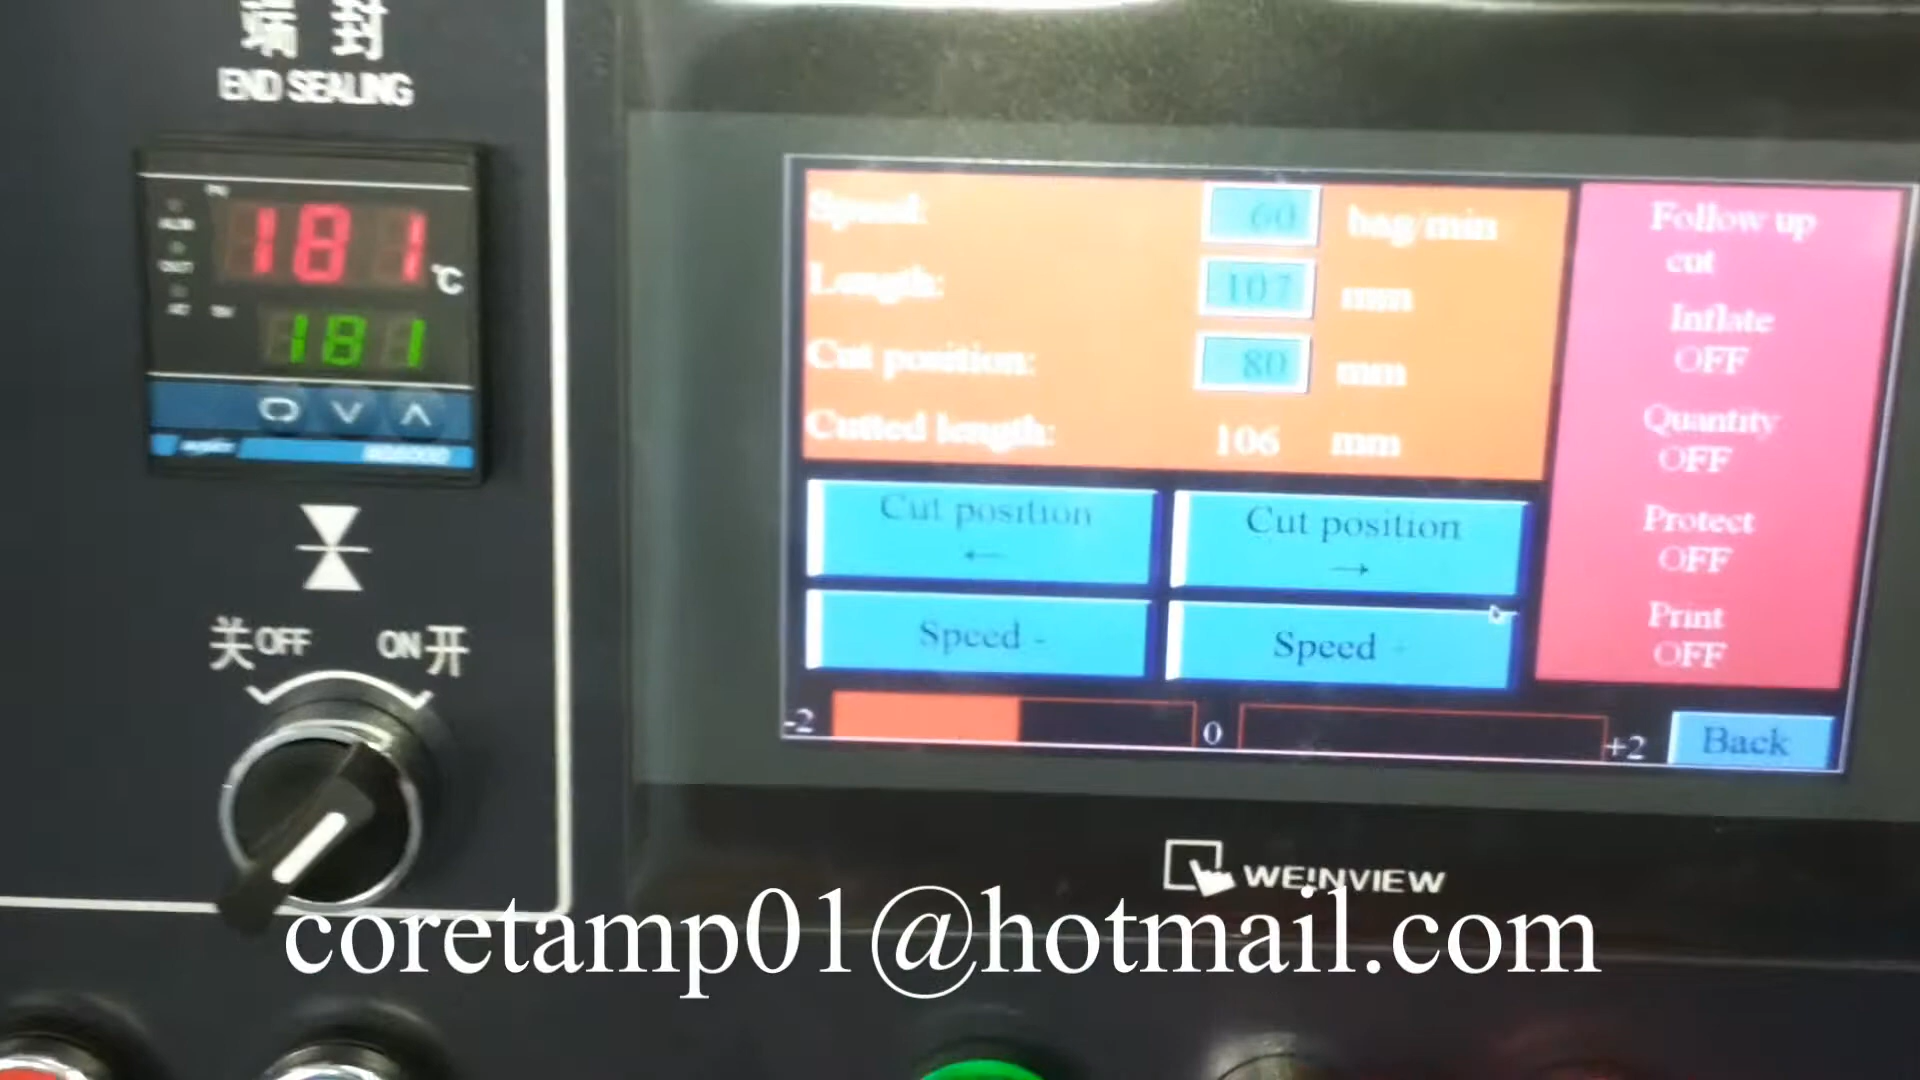 端 封
END SEALING
PV
181 ℃
181
关OFF ON开
Speed: 60 bag/min
Length: 107 mm
Cut position: 80 mm
Cutted length: 106 mm
Cut position
←
Cut position
→
Speed -
Speed +
-2 0 +2
Follow up
cut
Inflate
OFF
Quantity
OFF
Protect
OFF
Print
OFF
Back
WEINVIEW
coretamp01@hotmail.com